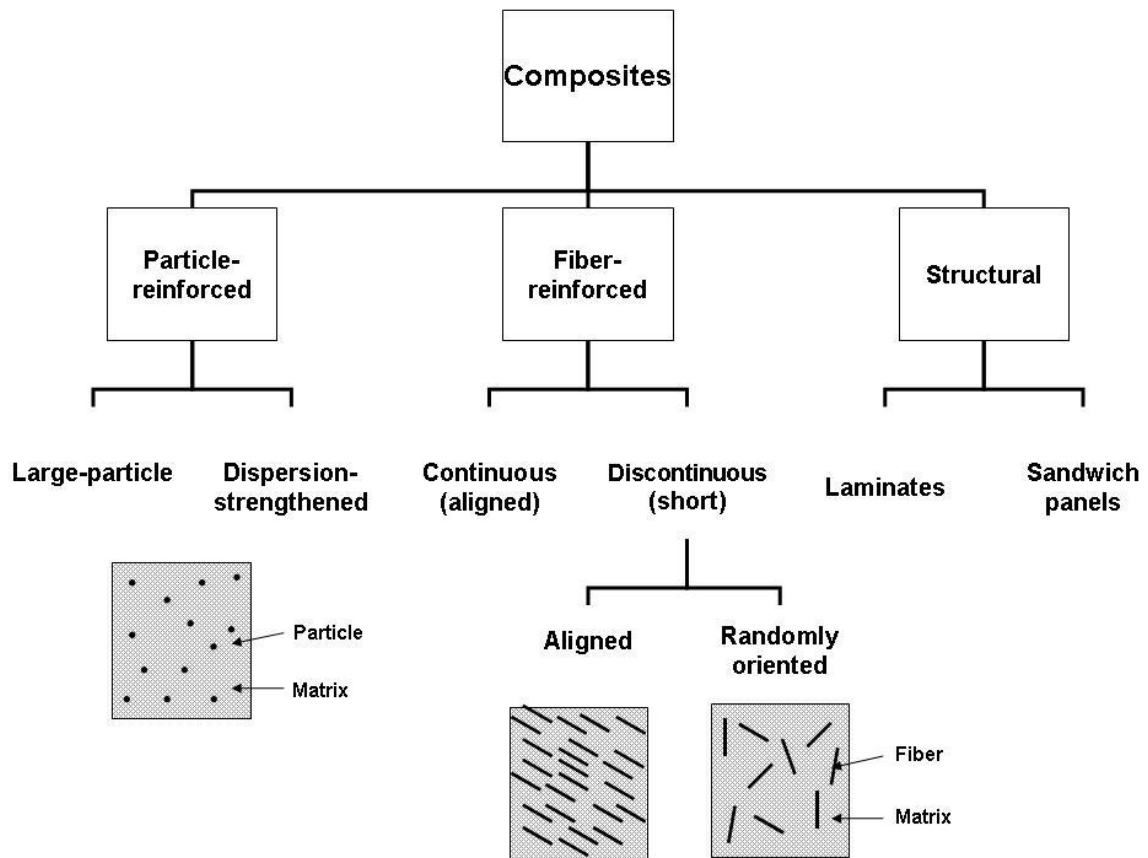 Composites
Particle-
reinforced
Fiber-
reinforced
Structural
Large-particle
Dispersion-
strengthened
Continuous
(aligned)
Discontinuous
(short)
Laminates
Sandwich
panels
Particle
Matrix
Aligned
Randomly
oriented
Fiber
Matrix